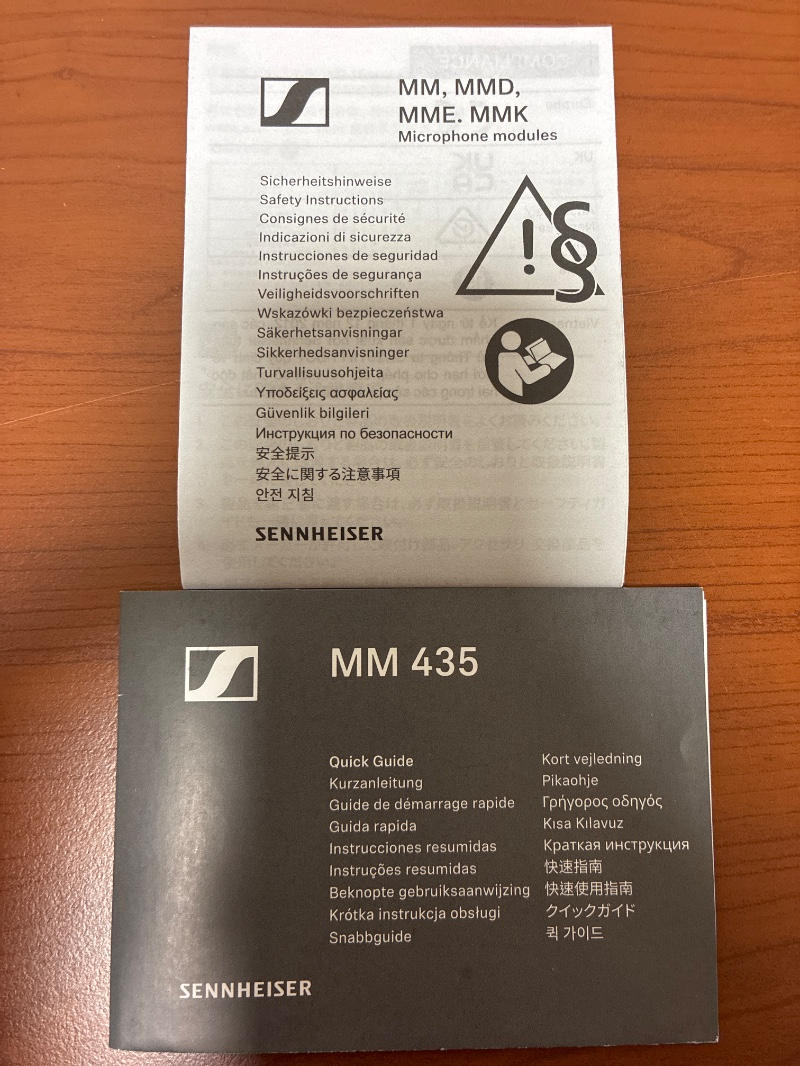 MM, MMD,
MME. MMK
Microphone modules
Sicherheitshinweise
Safety Instructions
Consignes de sécurité
Indicazioni di sicurezza
Instrucciones de seguridad
Instruções de segurança
Veiligheidsvoorschriften
Wskazówki bezpieczeństwa
Säkerhetsanvisningar
Sikkerhedsanvisninger
Turvallisuusohjeita
Υποδείξεις ασφαλείας
Güvenlik bilgileri
Инструкция по безопасности
安全提示
安全に関する注意事項
안전 지침
SENNHEISER
MM 435
Quick Guide
Kurzanleitung
Guide de démarrage rapide
Guida rapida
Instrucciones resumidas
Instruções resumidas
Beknopte gebruiksaanwijzing
Krótka instrukcja obsługi
Snabbguide
Kort vejledning
Pikaohje
Γρήγορος οδηγός
Kısa Kılavuz
Краткая инструкция
快速指南
快速使用指南
クイックガイド
퀵 가이드
SENNHEISER